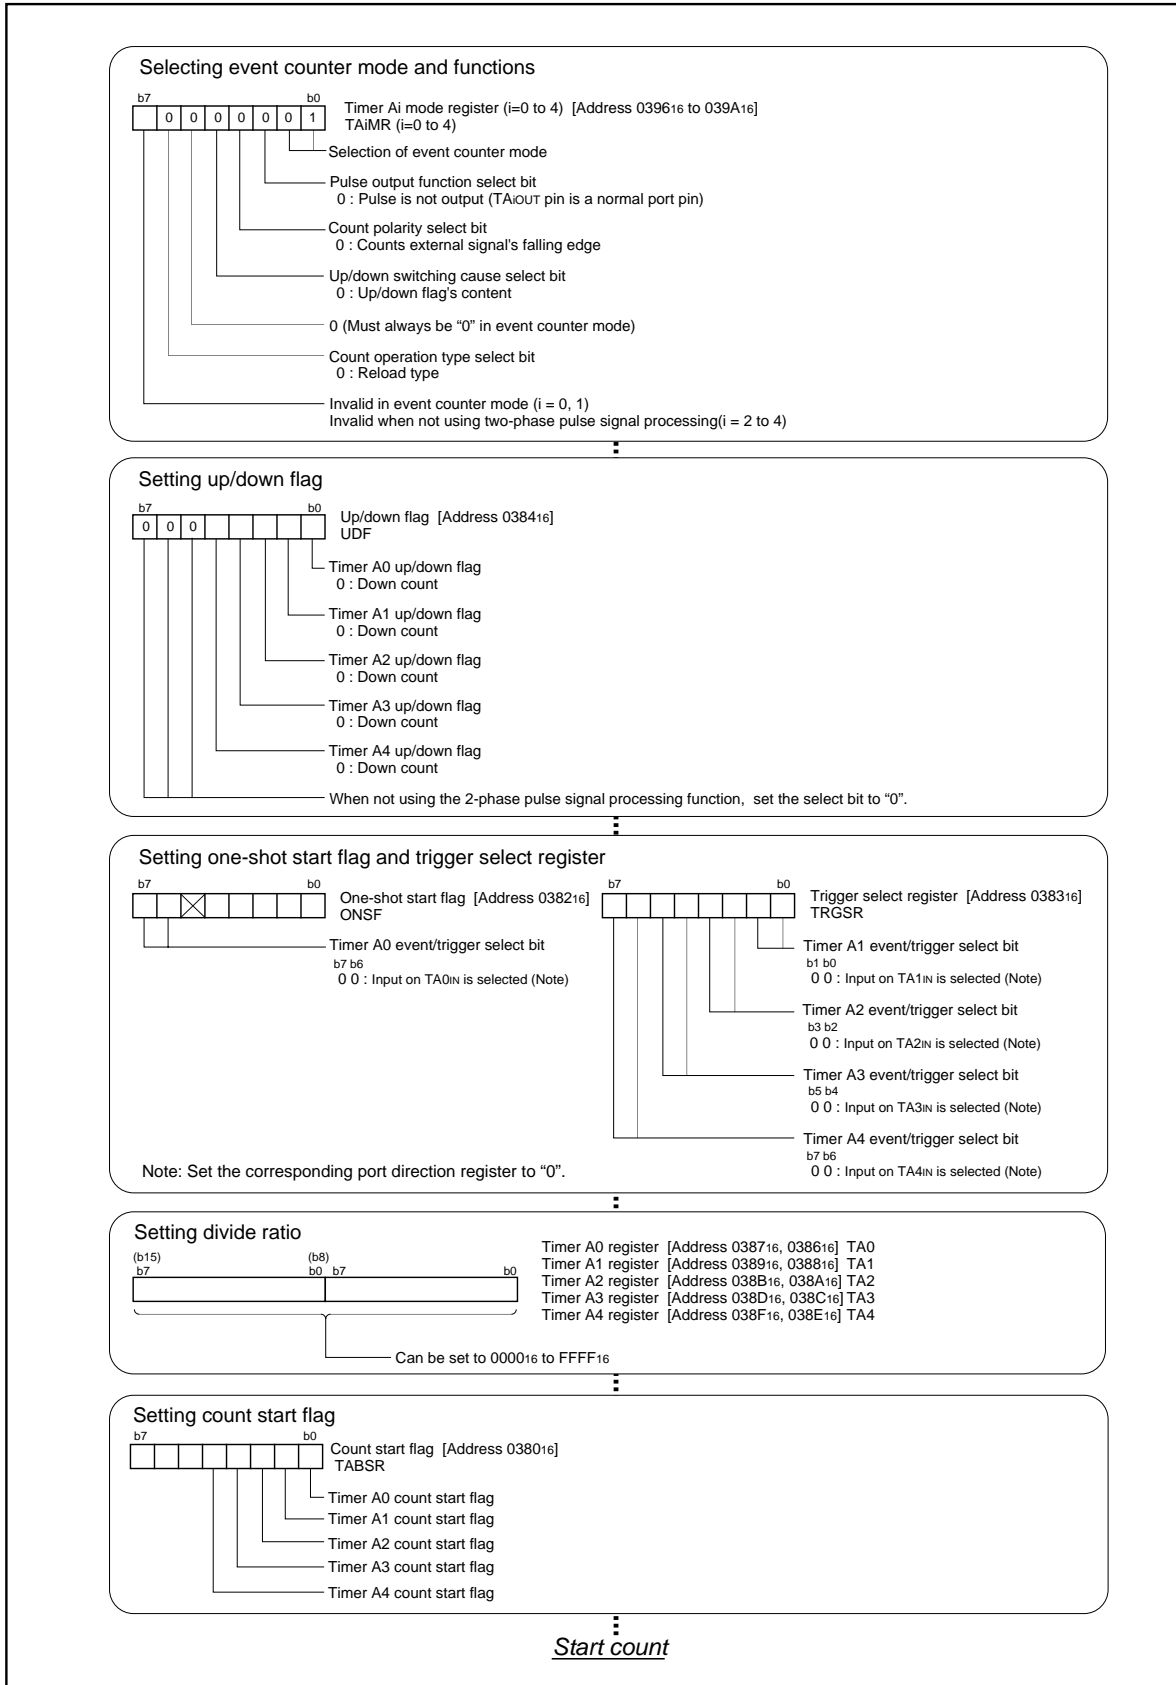 Selecting event counter mode and functions
b7 b0
0 0 0 0 0 0 1
Timer Ai mode register (i=0 to 4) [Address 039616 to 039A16]
TAiMR (i=0 to 4)
Selection of event counter mode
Pulse output function select bit
0 : Pulse is not output (TAiOUT pin is a normal port pin)
Count polarity select bit
0 : Counts external signal's falling edge
Up/down switching cause select bit
0 : Up/down flag's content
0 (Must always be “0” in event counter mode)
Count operation type select bit
0 : Reload type
Invalid in event counter mode (i = 0, 1)
Invalid when not using two-phase pulse signal processing(i = 2 to 4)
Setting up/down flag
b7 b0
0 0 0
Up/down flag [Address 038416]
UDF
Timer A0 up/down flag
0 : Down count
Timer A1 up/down flag
0 : Down count
Timer A2 up/down flag
0 : Down count
Timer A3 up/down flag
0 : Down count
Timer A4 up/down flag
0 : Down count
When not using the 2-phase pulse signal processing function, set the select bit to “0”.
Setting one-shot start flag and trigger select register
b7 b0
One-shot start flag [Address 038216]
ONSF
Timer A0 event/trigger select bit
b7 b6
0 0 : Input on TA0IN is selected (Note)
b7 b0
Trigger select register [Address 038316]
TRGSR
Timer A1 event/trigger select bit
b1 b0
0 0 : Input on TA1IN is selected (Note)
Timer A2 event/trigger select bit
b3 b2
0 0 : Input on TA2IN is selected (Note)
Timer A3 event/trigger select bit
b5 b4
0 0 : Input on TA3IN is selected (Note)
Timer A4 event/trigger select bit
b7 b6
0 0 : Input on TA4IN is selected (Note)
Note: Set the corresponding port direction register to “0”.
Setting divide ratio
(b15) (b8)
b7 b0 b7 b0
Timer A0 register [Address 038716, 038616] TA0
Timer A1 register [Address 038916, 038816] TA1
Timer A2 register [Address 038B16, 038A16] TA2
Timer A3 register [Address 038D16, 038C16] TA3
Timer A4 register [Address 038F16, 038E16] TA4
Can be set to 000016 to FFFF16
Setting count start flag
b7 b0
Count start flag [Address 038016]
TABSR
Timer A0 count start flag
Timer A1 count start flag
Timer A2 count start flag
Timer A3 count start flag
Timer A4 count start flag
Start count